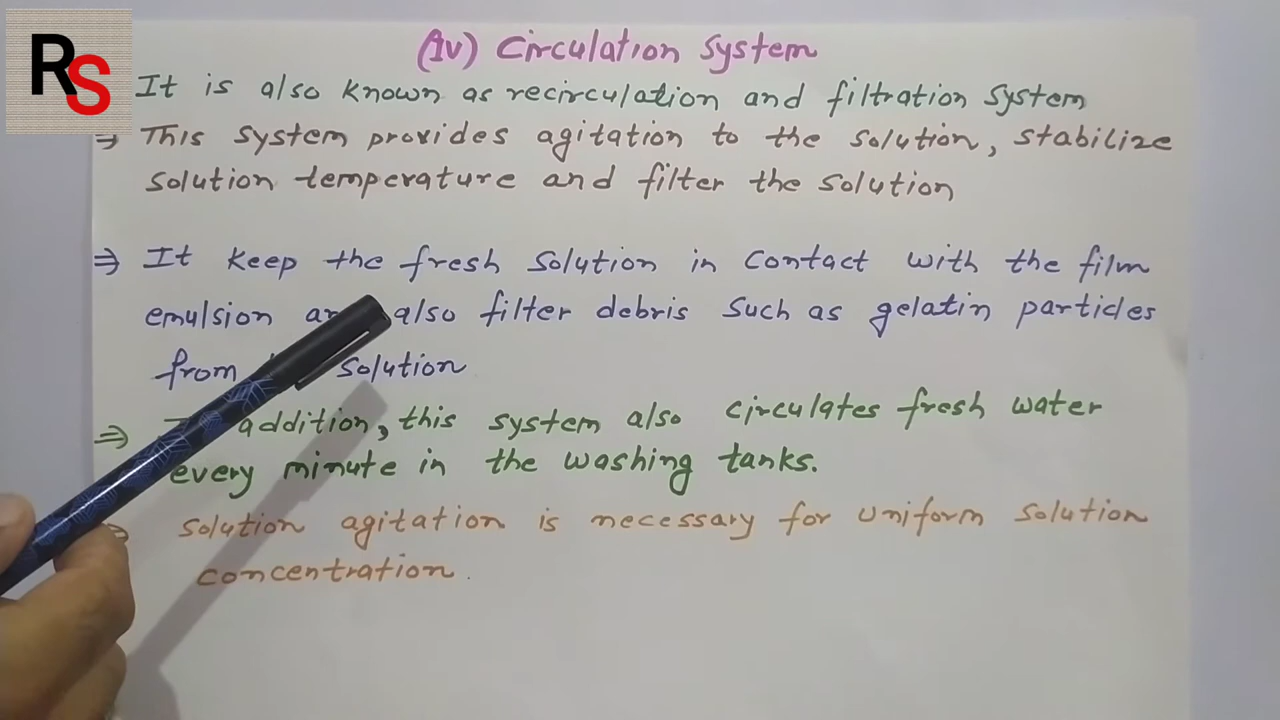 RS
(iv) Circulation System
It is also known as recirculation and filtration system
⇒ This system provides agitation to the solution, stabilize
solution temperature and filter the solution
⇒ It keep the fresh solution in contact with the film
emulsion also filter debris such as gelatin particles
from solution
⇒ addition, this system also circulates fresh water
every minute in the washing tanks.
⇒ Solution agitation is necessary for uniform solution
concentration.